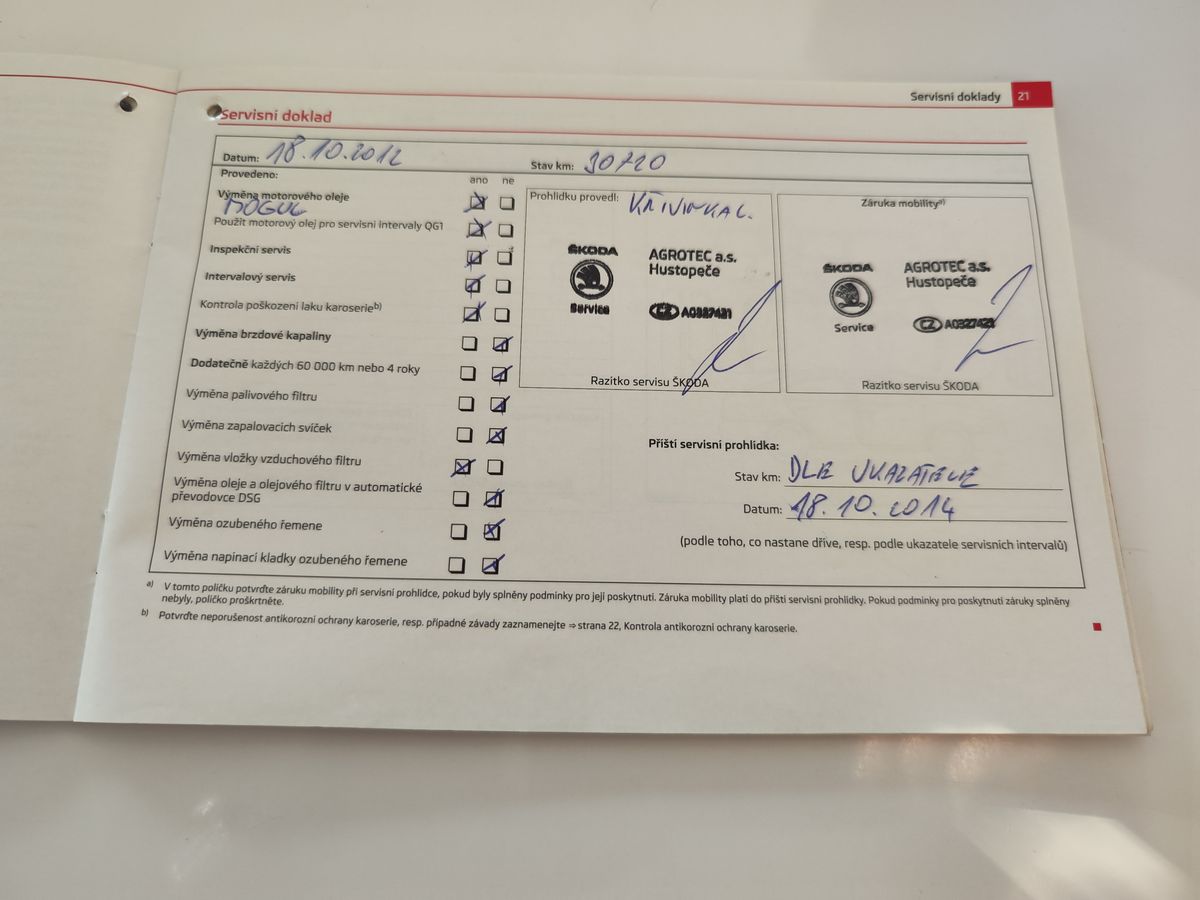 Servisní doklady 21
Servisní doklad
Datum: 18.10.2012 Stav km: 30720
Provedeno: ano ne
Výměna motorového oleje
MOGUL
Použit motorový olej pro servisní intervaly QG1
Inspekční servis
Intervalový servis
Kontrola poškození laku karoserie b)
Výměna brzdové kapaliny
Dodatečně každých 60 000 km nebo 4 roky
Výměna palivového filtru
Výměna zapalovacích svíček
Výměna vložky vzduchového filtru
Výměna oleje a olejového filtru v automatické
převodovce DSG
Výměna ozubeného řemene
Výměna napínací kladky ozubeného řemene
Prohlídku provedl: KŘIVINKA L.
ŠKODA
Service
AGROTEC a.s.
Hustopeče
CZ A0327421
Razítko servisu ŠKODA
Záruka mobility a)
ŠKODA
Service
AGROTEC a.s.
Hustopeče
CZ A0327421
Razítko servisu ŠKODA
Příští servisní prohlídka:
Stav km: DLE UKAZATELE
Datum: 18.10.2014
(podle toho, co nastane dříve, resp. podle ukazatele servisních intervalů)
a) V tomto políčku potvrďte záruku mobility při servisní prohlídce, pokud byly splněny podmínky pro její poskytnutí. Záruka mobility platí do příští servisní prohlídky. Pokud podmínky pro poskytnutí záruky splněny
nebyly, políčko proškrtněte.
b) Potvrďte neporušenost antikorozní ochrany karoserie, resp. případné závady zaznamenejte ⇒ strana 22, Kontrola antikorozní ochrany karoserie.